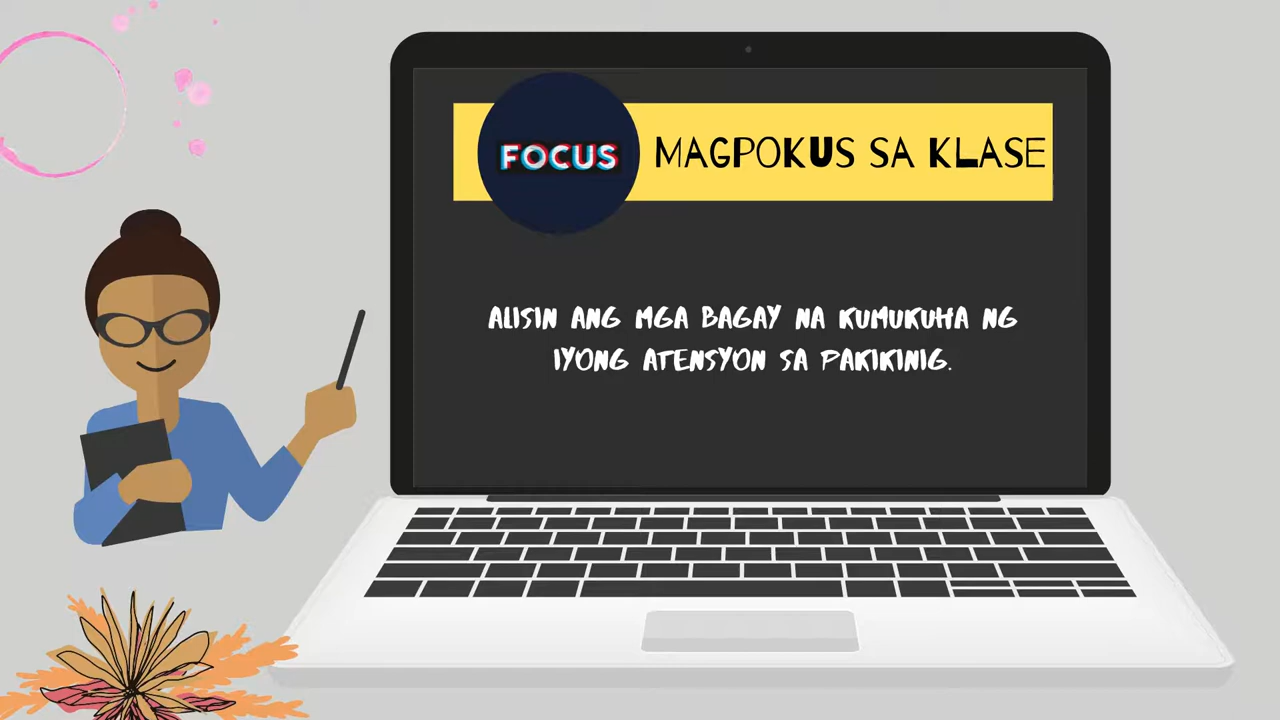 FOCUS
MAGPOKUS SA KLASE
ALISIN ANG MGA BAGAY NA KUMUKUHA NG
IYONG ATENSYON SA PAKIKINIG.